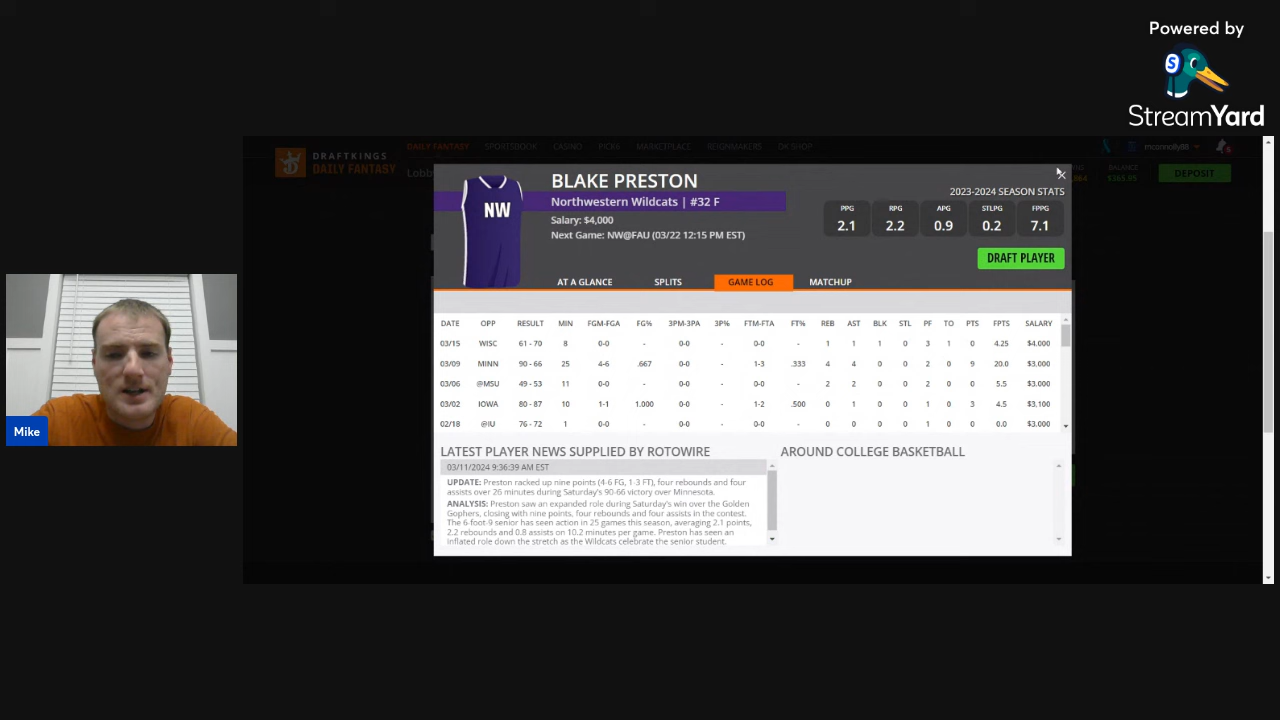 Powered by
StreamYard
DRAFTKINGS
DAILY FANTASY
DAILY FANTASY SPORTSBOOK CASINO PICK6 MARKETPLACE REIGNMAKERS DK SHOP
mconnolly88
BALANCE
DEPOSIT
NW
BLAKE PRESTON
Northwestern Wildcats | #32 F
Salary: $4,000
Next Game: NW@FAU (03/22 12:15 PM EST)
2023-2024 SEASON STATS
PPG RPG APG STLPG FPPG
2.1 2.2 0.9 0.2 7.1
DRAFT PLAYER
AT A GLANCE SPLITS GAME LOG MATCHUP
DATE OPP RESULT MIN FGM-FGA FG% 3PM-3PA 3P% FTM-FTA FT% REB AST BLK STL PF TO PTS FPTS SALARY
03/15 WISC 61 - 70 8 0-0 - 0-0 - 0-0 - 1 1 1 0 3 1 0 4.25 $4,000
03/09 MINN 90 - 66 25 4-6 .667 0-0 - 1-3 .333 4 4 0 0 2 0 9 20.0 $3,000
03/06 @MSU 49 - 53 11 0-0 - 0-0 - 0-0 - 2 2 0 0 2 0 0 5.5 $3,000
03/02 IOWA 80 - 87 10 1-1 1.000 0-0 - 1-2 .500 0 1 0 0 1 0 3 4.5 $3,100
02/18 @IU 76 - 72 1 0-0 - 0-0 - 0-0 - 0 0 0 0 1 0 0 0.0 $3,000
LATEST PLAYER NEWS SUPPLIED BY ROTOWIRE
03/11/2024 9:36:39 AM EST
UPDATE: Preston racked up nine points (4-6 FG, 1-3 FT), four rebounds and four
assists over 26 minutes during Saturday's 90-66 victory over Minnesota.
ANALYSIS: Preston saw an expanded role during Saturday's win over the Golden
Gophers, closing with nine points, four rebounds and four assists in the contest.
The 6-foot-9 senior has seen action in 25 games this season, averaging 2.1 points,
2.2 rebounds and 0.8 assists on 10.2 minutes per game. Preston has seen an
inflated role down the stretch as the Wildcats celebrate the senior student.
AROUND COLLEGE BASKETBALL
Mike